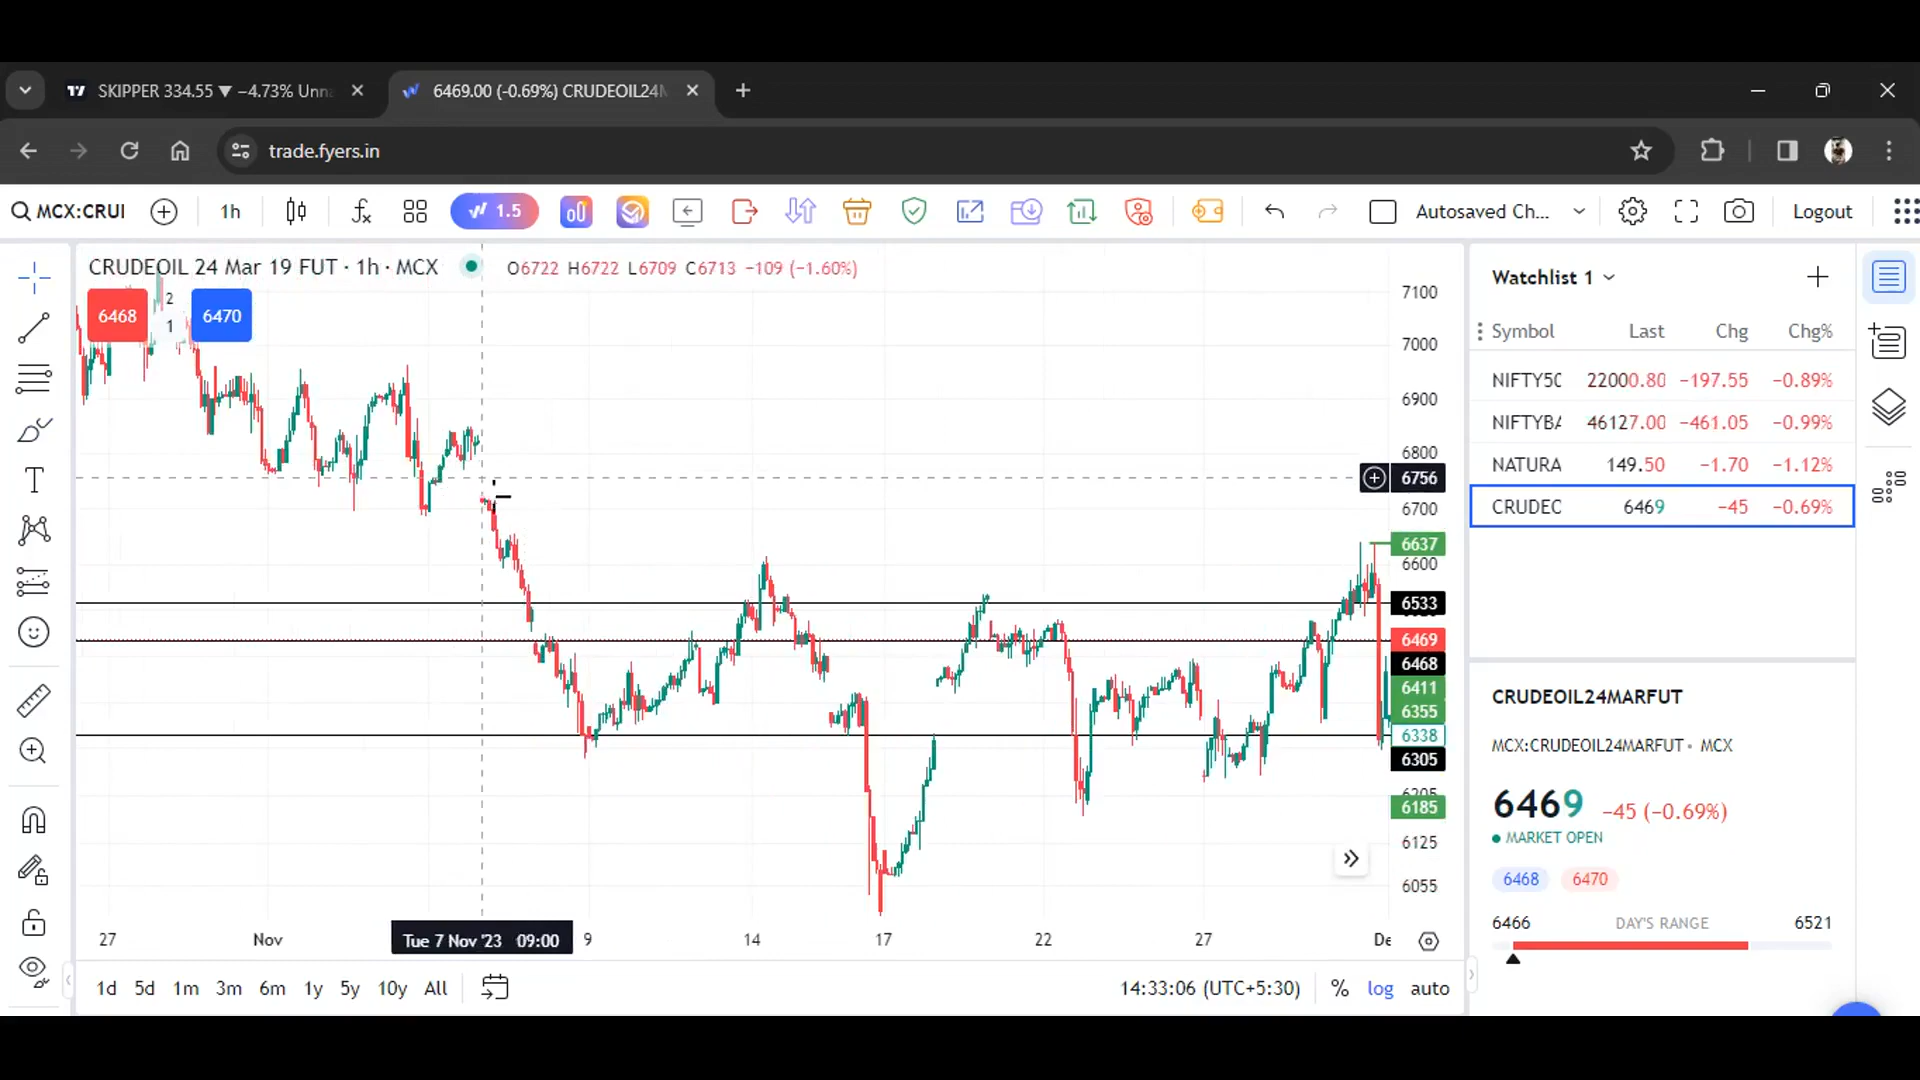 SKIPPER 334.55 ▼ −4.73% Unn
6469.00 (-0.69%) CRUDEOIL24M
trade.fyers.in
MCX:CRUI
1h
1.5
Autosaved Ch...
Logout
CRUDEOIL 24 Mar 19 FUT · 1h · MCX
O6722 H6722 L6709 C6713 −109 (−1.60%)
6468
2
1
6470
7100
7000
6900
6800
6756
6700
6637
6600
6533
6469
6468
6411
6355
6338
6305
6185
6125
6055
27
Nov
Tue 7 Nov '23 09:00
9
14
17
22
27
De
1d 5d 1m 3m 6m 1y 5y 10y All
14:33:06 (UTC+5:30)
% log auto
Watchlist 1
Symbol Last Chg Chg%
NIFTY50 22000.80 −197.55 −0.89%
NIFTYBA 46127.00 −461.05 −0.99%
NATURA 149.50 −1.70 −1.12%
CRUDEC 6469 −45 −0.69%
CRUDEOIL24MARFUT
MCX:CRUDEOIL24MARFUT • MCX
6469 −45 (−0.69%)
MARKET OPEN
6468 6470
6466 DAY'S RANGE 6521